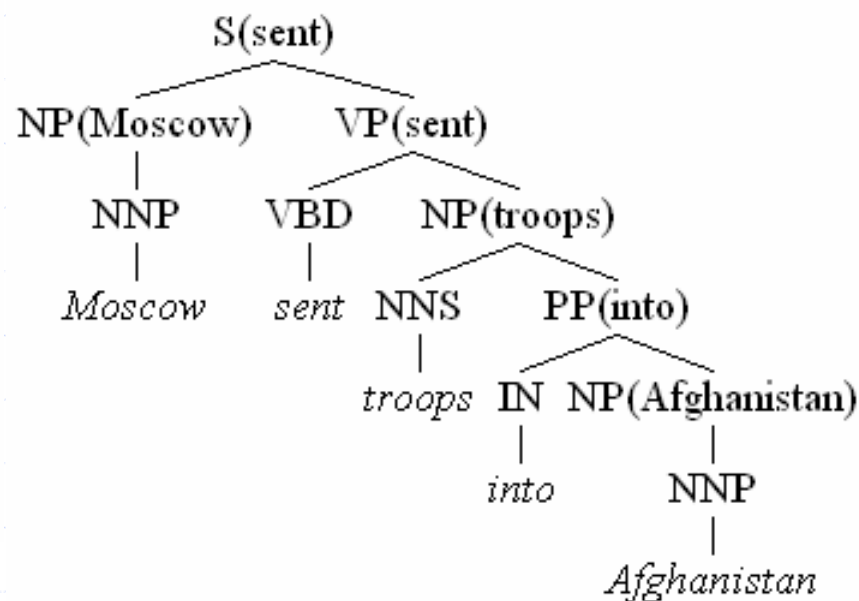 S(sent)
NP(Moscow) VP(sent)
NNP VBD NP(troops)
Moscow sent NNS PP(into)
troops IN NP(Afghanistan)
into NNP
Afghanistan